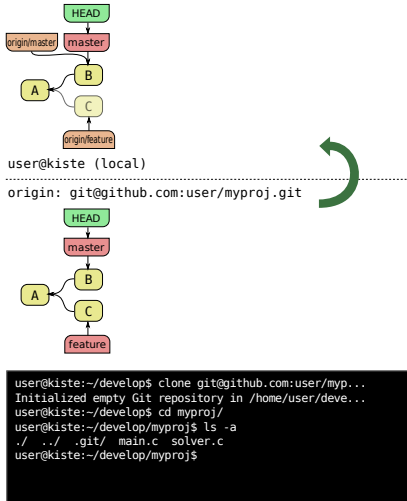 HEAD
origin/master
master
B
A
C
origin/feature
user@kiste (local)
origin: git@github.com:user/myproj.git
HEAD
master
B
A
C
feature
user@kiste:~/develop$ clone git@github.com:user/myp...
Initialized empty Git repository in /home/user/deve...
user@kiste:~/develop$ cd myproj/
user@kiste:~/develop/myproj$ ls -a
./ ../ .git/ main.c solver.c
user@kiste:~/develop/myproj$